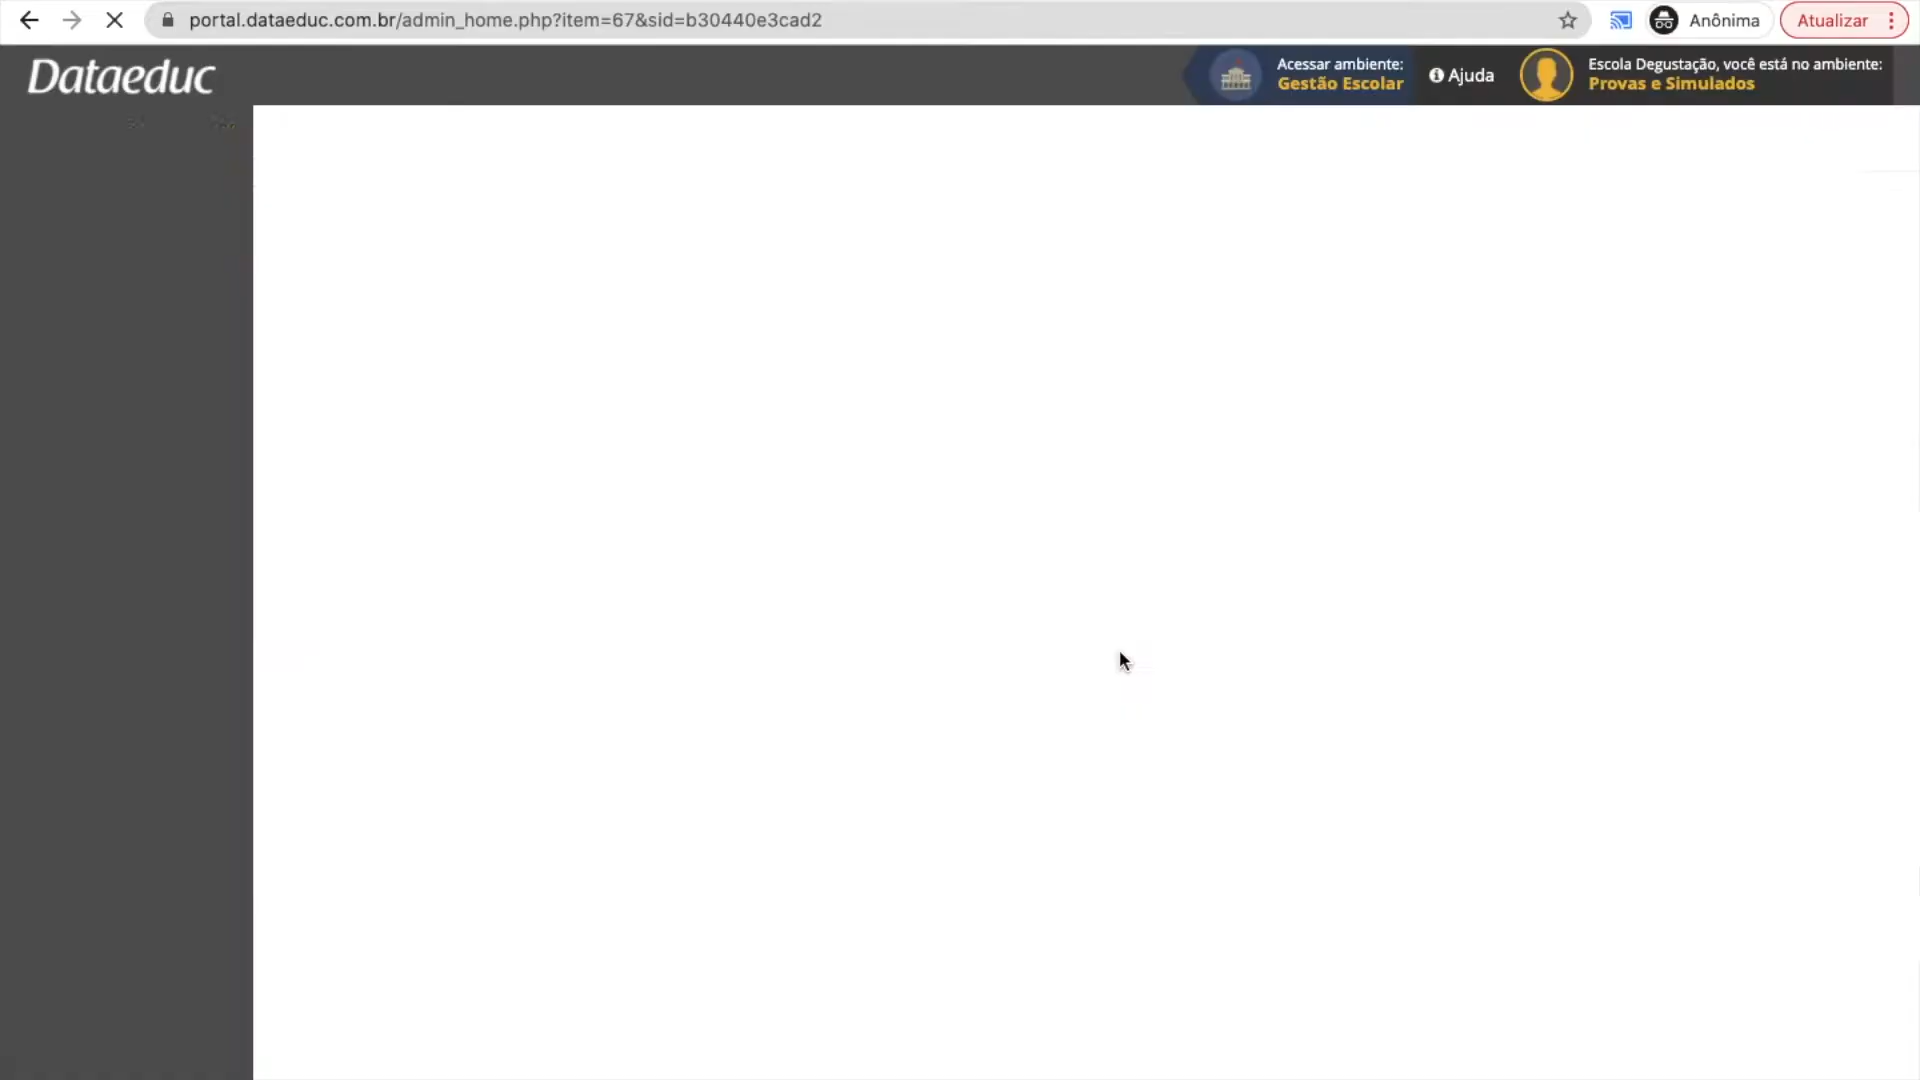 portal.dataeduc.com.br/admin_home.php?item=67&sid=b30440e3cad2
Anônima
Atualizar
Dataeduc
Acessar ambiente:
Gestão Escolar
Ajuda
Escola Degustação, você está no ambiente:
Provas e Simulados